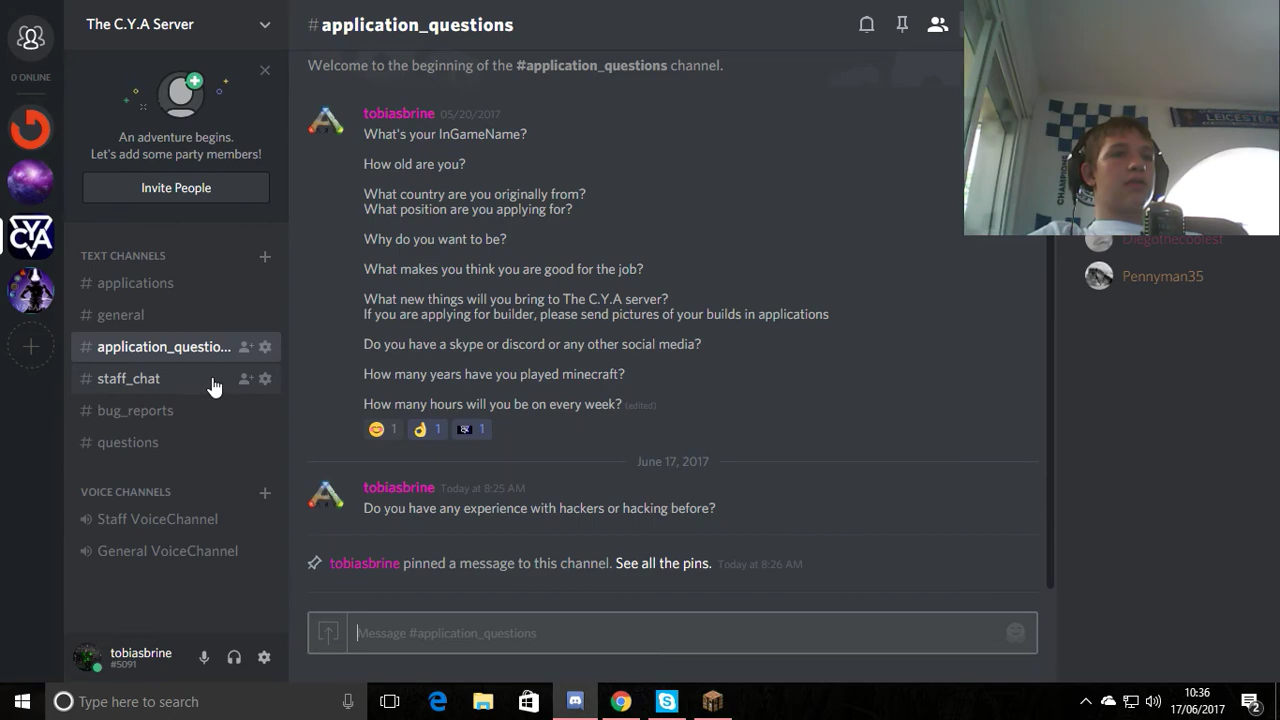 The C.Y.A Server
#application_questions
0 ONLINE
An adventure begins.
Let's add some party members!
Invite People
CYA
TEXT CHANNELS
# applications
# general
# application_questio...
# staff_chat
# bug_reports
# questions
VOICE CHANNELS
Staff VoiceChannel
General VoiceChannel
tobiasbrine
#5091
Welcome to the beginning of the #application_questions channel.
tobiasbrine 05/20/2017
What's your InGameName?
How old are you?
What country are you originally from?
What position are you applying for?
Why do you want to be?
What makes you think you are good for the job?
What new things will you bring to The C.Y.A server?
If you are applying for builder, please send pictures of your builds in applications
Do you have a skype or discord or any other social media?
How many years have you played minecraft?
How many hours will you be on every week? (edited)
1 1 1
June 17, 2017
tobiasbrine Today at 8:25 AM
Do you have any experience with hackers or hacking before?
tobiasbrine pinned a message to this channel. See all the pins. Today at 8:26 AM
Message #application_questions
LEICESTER
CHAMPIONS
Diegothecoolest
Pennyman35
Type here to search
10:36
17/06/2017
2